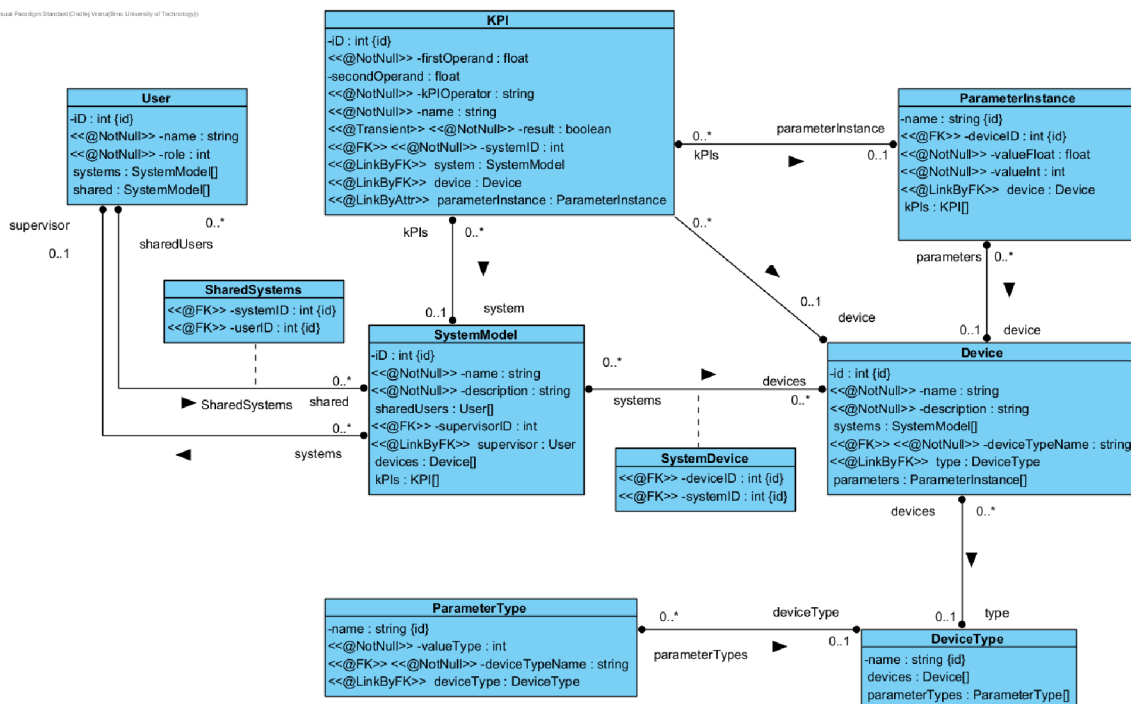 sual Paradigm Standard(Ondřej Vrána(Brno University of Technology))
KPI
-iD : int {id}
<<@NotNull>> -firstOperand : float
-secondOperand : float
<<@NotNull>> -kPIOperator : string
<<@NotNull>> -name : string
<<@Transient>> <<@NotNull>> -result : boolean
<<@FK>> <<@NotNull>> -systemID : int
<<@LinkByFK>> system : SystemModel
<<@LinkByFK>> device : Device
<<@LinkByAttr>> parameterInstance : ParameterInstance
User
-iD : int {id}
<<@NotNull>> -name : string
<<@NotNull>> -role : int
systems : SystemModel[]
shared : SystemModel[]
ParameterInstance
-name : string {id}
<<@FK>> -deviceID : int {id}
<<@NotNull>> -valueFloat : float
<<@NotNull>> -valueInt : int
<<@LinkByFK>> device : Device
kPIs : KPI[]
0..*
kPIs
parameterInstance
0..1
supervisor
0..1
sharedUsers
0..*
kPIs
0..*
0..1
system
0..*
0..1
device
parameters
0..*
0..1
device
SharedSystems
<<@FK>> -systemID : int {id}
<<@FK>> -userID : int {id}
SystemModel
-iD : int {id}
<<@NotNull>> -name : string
<<@NotNull>> -description : string
sharedUsers : User[]
<<@FK>> -supervisorID : int
<<@LinkByFK>> supervisor : User
devices : Device[]
kPIs : KPI[]
Device
-id : int {id}
<<@NotNull>> -name : string
<<@NotNull>> -description : string
systems : SystemModel[]
<<@FK>> <<@NotNull>> -deviceTypeName : string
<<@LinkByFK>> type : DeviceType
parameters : ParameterInstance[]
0..*
SharedSystems
shared
0..*
systems
0..*
systems
devices
0..*
SystemDevice
<<@FK>> -deviceID : int {id}
<<@FK>> -systemID : int {id}
devices
0..*
0..1
type
ParameterType
-name : string {id}
<<@NotNull>> -valueType : int
<<@FK>> <<@NotNull>> -deviceTypeName : string
<<@LinkByFK>> deviceType : DeviceType
0..*
parameterTypes
deviceType
0..1
DeviceType
-name : string {id}
devices : Device[]
parameterTypes : ParameterType[]